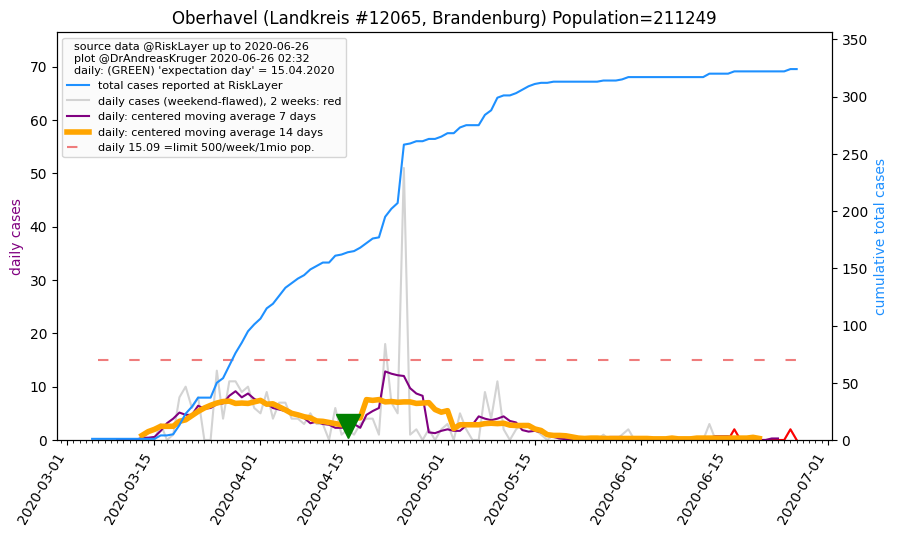 Oberhavel (Landkreis #12065, Brandenburg) Population=211249
source data @RiskLayer up to 2020-06-26
plot @DrAndreasKruger 2020-06-26 02:32
daily: (GREEN) 'expectation day' = 15.04.2020
total cases reported at RiskLayer
daily cases (weekend-flawed), 2 weeks: red
daily: centered moving average 7 days
daily: centered moving average 14 days
daily 15.09 =limit 500/week/1mio pop.
daily cases
70
60
50
40
30
20
10
0
350
300
250
200
150
100
50
0
cumulative total cases
2020-03-01
2020-03-15
2020-04-01
2020-04-15
2020-05-01
2020-05-15
2020-06-01
2020-06-15
2020-07-01